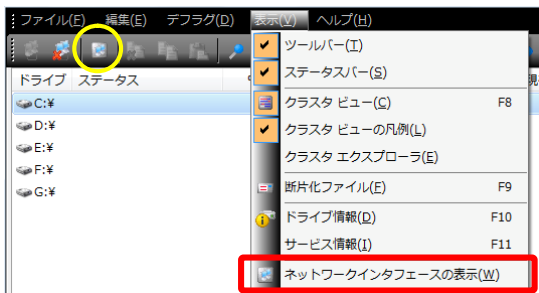 ファイル(F) 編集(E) デフラグ(D) 表示(V) ヘルプ(H)
ツールバー(T)
ドライブ ステータス
ステータスバー(S)
C:¥
クラスタ ビュー(C) F8
D:¥
クラスタ ビューの凡例(L)
E:¥
クラスタ エクスプローラ(E)
F:¥
断片化ファイル(F) F9
G:¥
ドライブ情報(D) F10
サービス情報(I) F11
ネットワークインタフェースの表示(W)